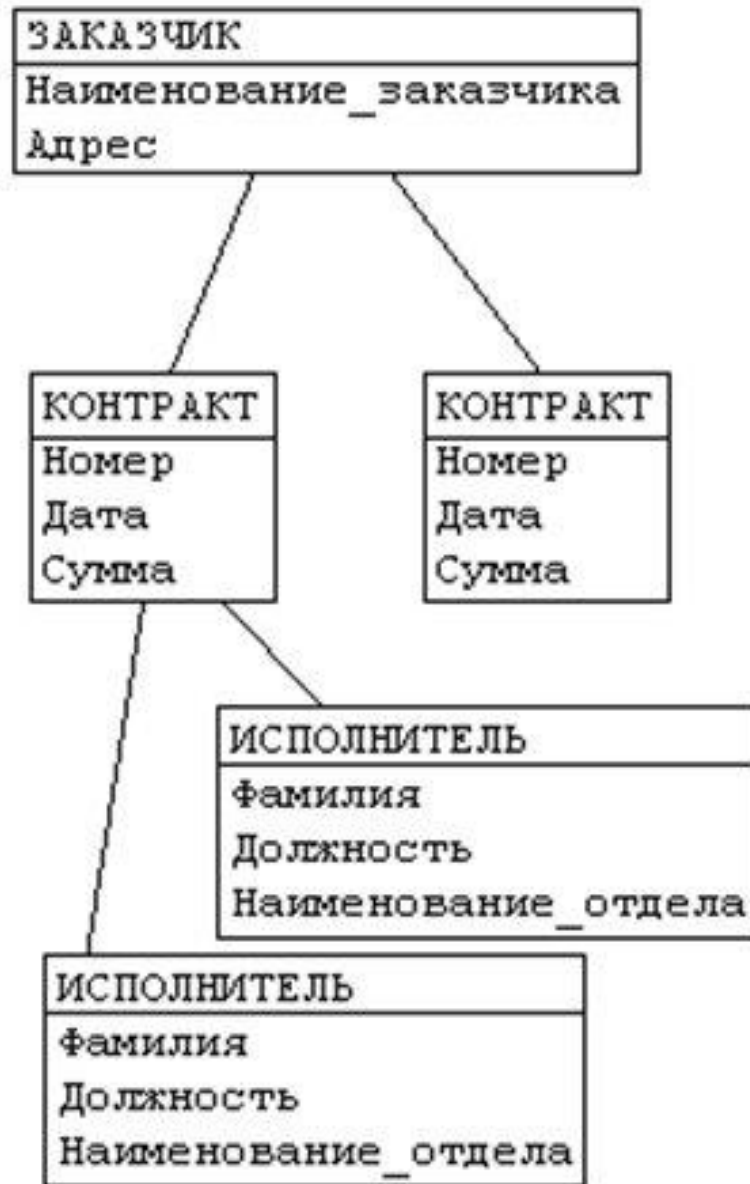 ЗАКАЗЧИК
Наименование_заказчика
Адрес
КОНТРАКТ
Номер
Дата
Сумма
КОНТРАКТ
Номер
Дата
Сумма
ИСПОЛНИТЕЛЬ
Фамилия
Должность
Наименование_отдела
ИСПОЛНИТЕЛЬ
Фамилия
Должность
Наименование_отдела